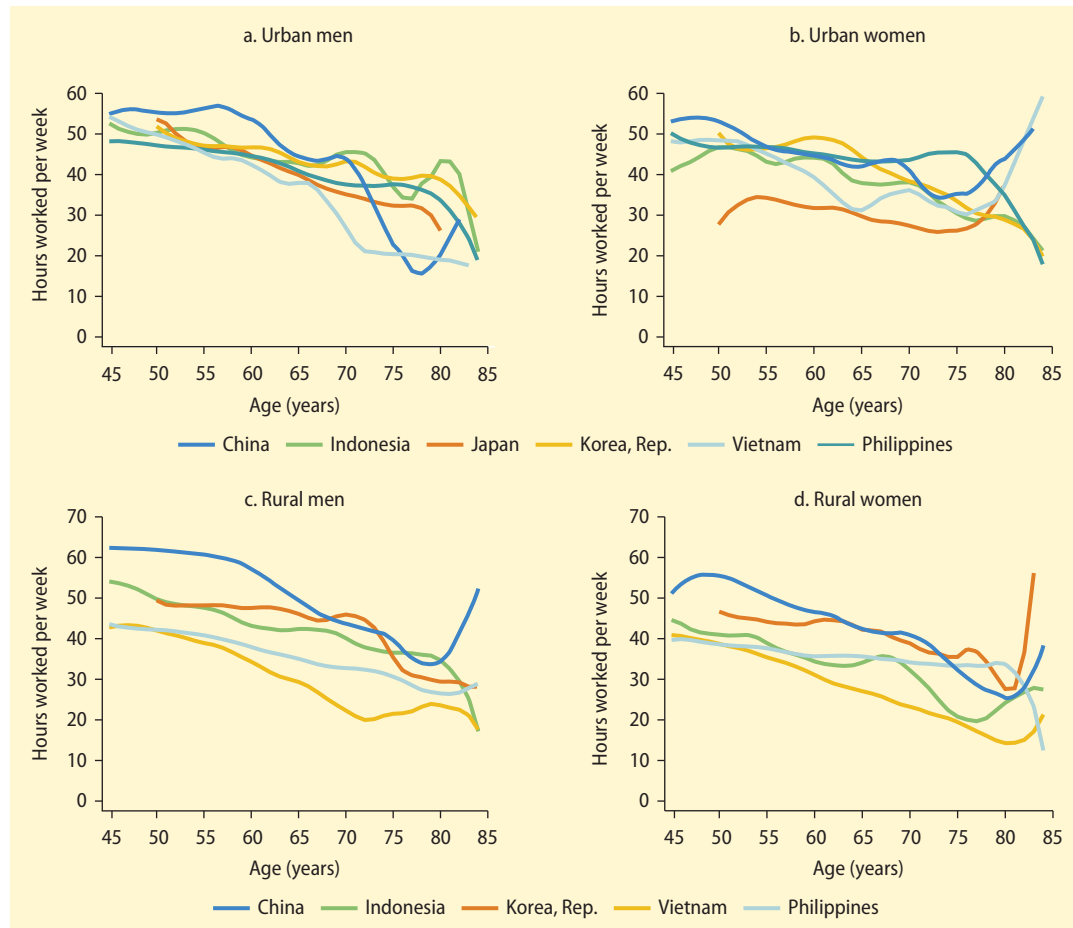 a. Urban men
b. Urban women
Hours worked per week
60
50
40
30
20
10
0
45 50 55 60 65 70 75 80 85
Age (years)
Hours worked per week
60
50
40
30
20
10
0
45 50 55 60 65 70 75 80 85
Age (years)
China Indonesia Japan Korea, Rep. Vietnam Philippines
c. Rural men
d. Rural women
Hours worked per week
70
60
50
40
30
20
10
0
45 50 55 60 65 70 75 80 85
Age (years)
Hours worked per week
70
60
50
40
30
20
10
0
45 50 55 60 65 70 75 80 85
Age (years)
China Indonesia Korea, Rep. Vietnam Philippines